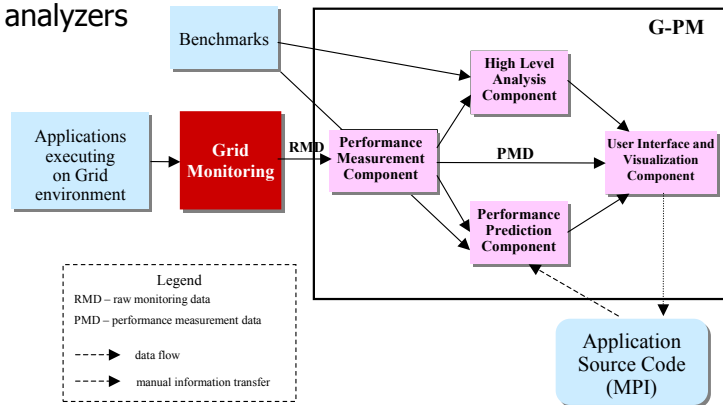 analyzers
Benchmarks
G-PM
High Level
Analysis
Component
Applications
executing
on Grid
environment
Grid
Monitoring
RMD
Performance
Measurement
Component
PMD
User Interface and
Visualization
Component
Performance
Prediction
Component
Legend
RMD – raw monitoring data
PMD – performance measurement data
data flow
manual information transfer
Application
Source Code
(MPI)